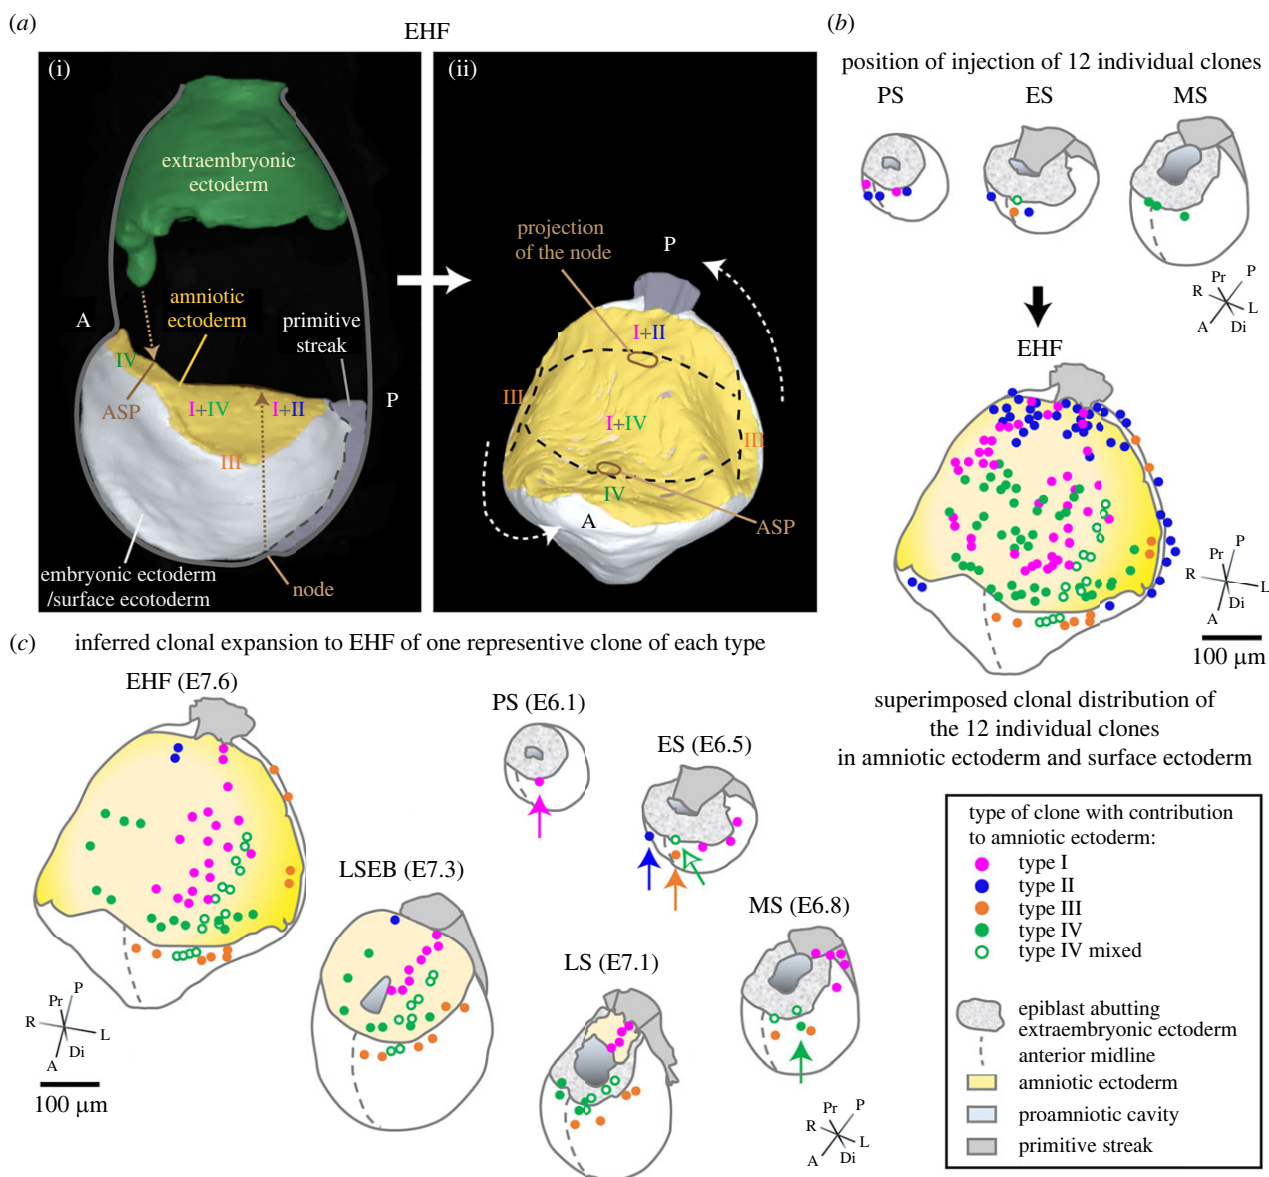 (a)
EHF
(i)
extraembryonic
ectoderm
A
amniotic
ectoderm
primitive
streak
IV
ASP
I+IV
I+II
P
III
embryonic ectoderm
/surface ecotoderm
node
(ii)
projection
of the node
P
I+II
III
I+IV
III
IV
A
ASP
(b)
position of injection of 12 individual clones
PS
ES
MS
Pr
P
R
L
A
Di
EHF
Pr
P
R
L
Di
A
100 µm
superimposed clonal distribution of
the 12 individual clones
in amniotic ectoderm and surface ectoderm
(c)
inferred clonal expansion to EHF of one representive clone of each type
EHF (E7.6)
PS (E6.1)
ES (E6.5)
LSEB (E7.3)
MS (E6.8)
LS (E7.1)
Pr
P
R
L
Di
A
100 µm
Pr
P
R
L
A
Di
type of clone with contribution
to amniotic ectoderm:
type I
type II
type III
type IV
type IV mixed
epiblast abutting
extraembryonic ectoderm
anterior midline
amniotic ectoderm
proamniotic cavity
primitive streak